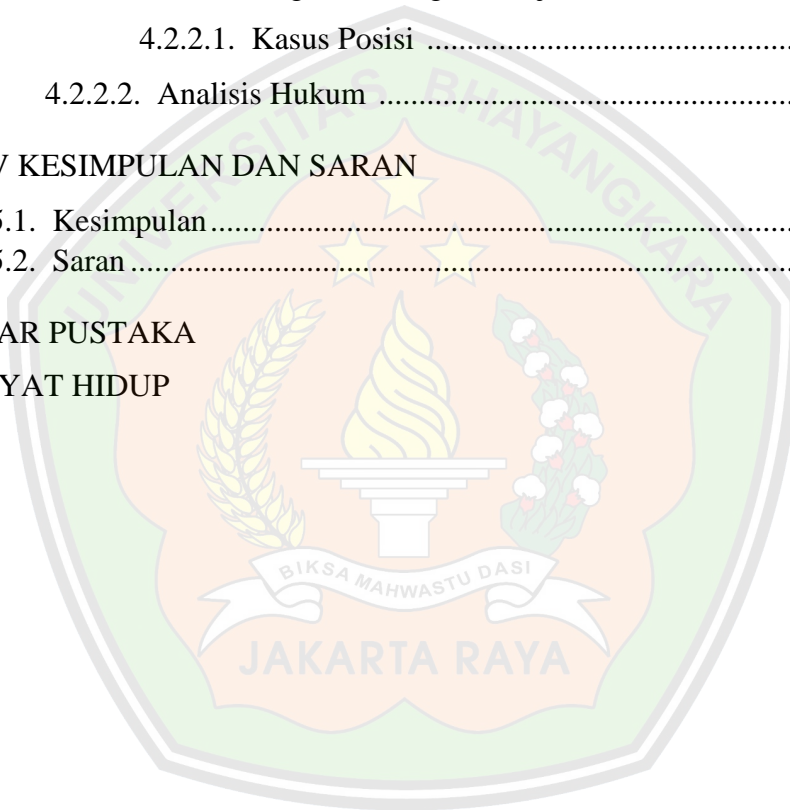 4.2.2.1. Kasus Posisi ........................................................
4.2.2.2. Analisis Hukum ........................................................
V KESIMPULAN DAN SARAN
5.1. Kesimpulan ........................................................
5.2. Saran ........................................................
AR PUSTAKA
YAT HIDUP
UNIVERSITAS BHAYANGKARA
BIKSA MAHWASTU DASI
JAKARTA RAYA